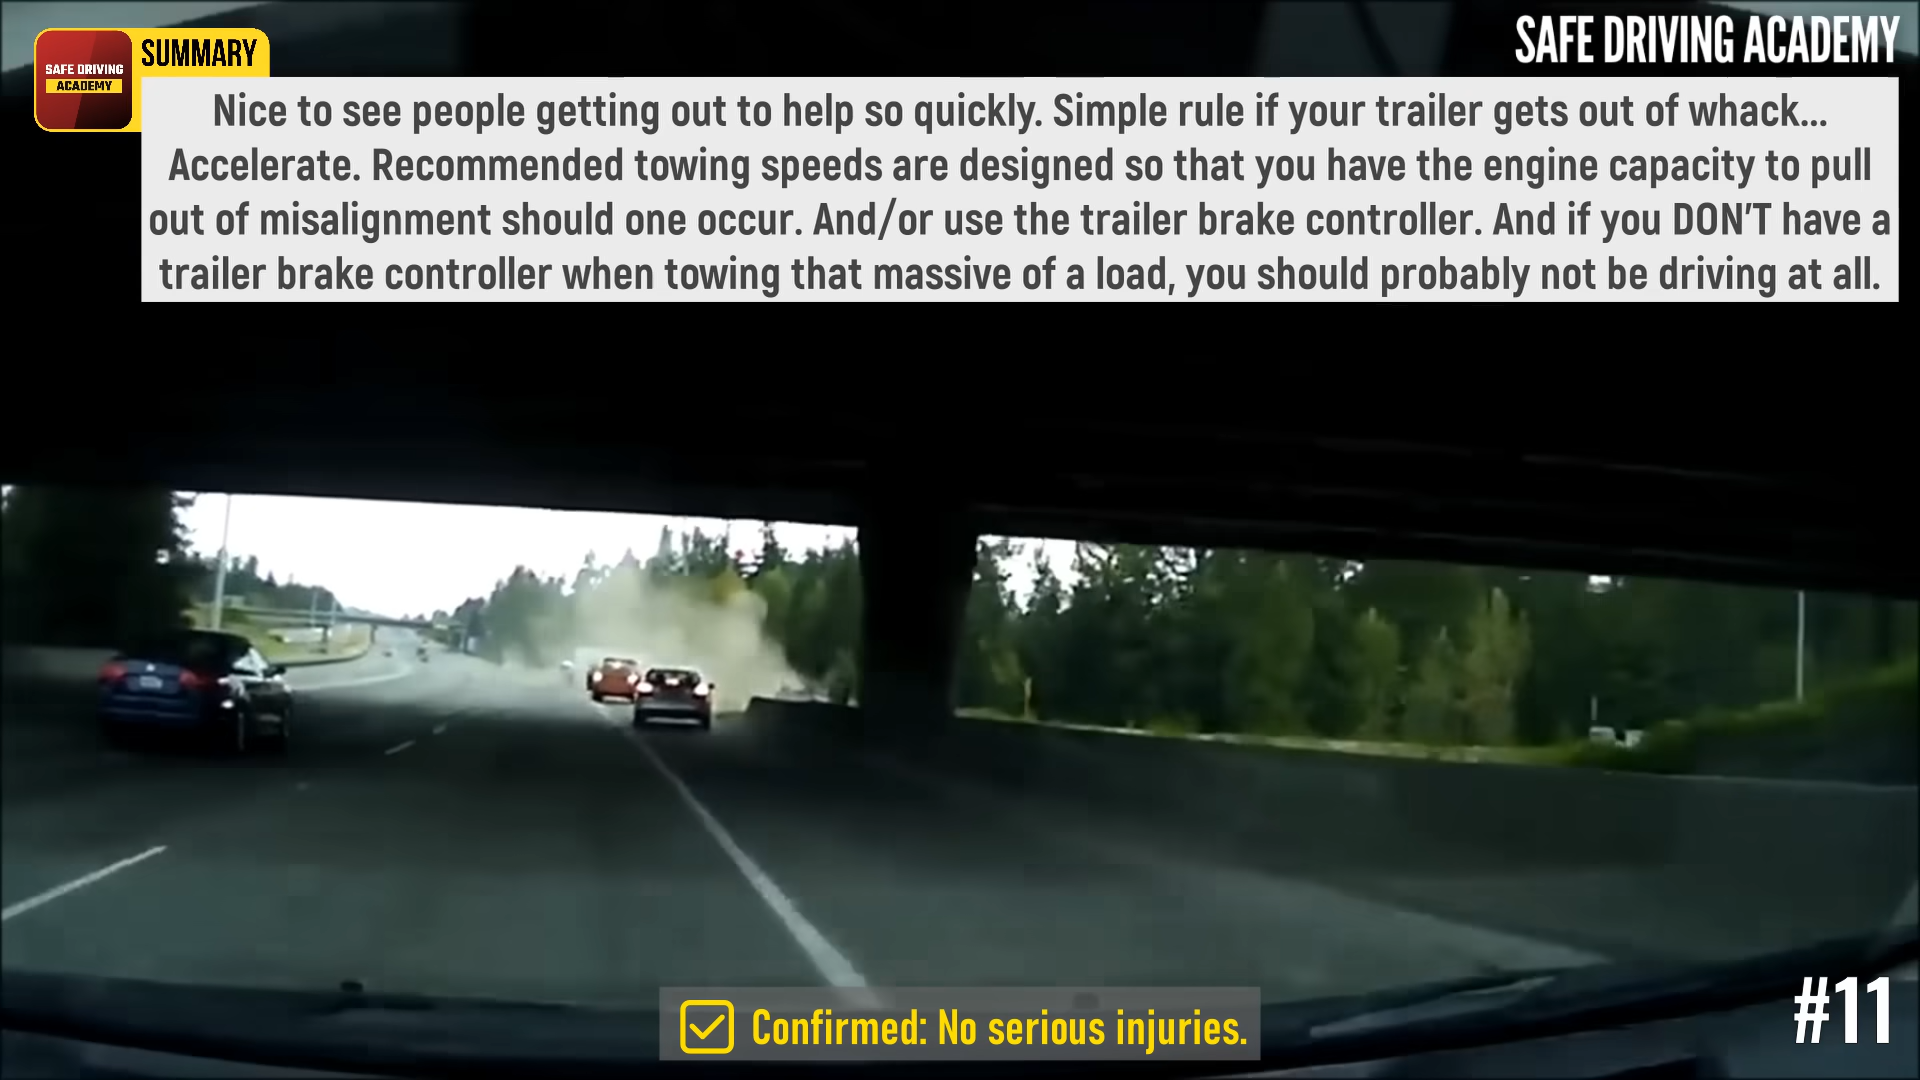 SAFE DRIVING ACADEMY
SUMMARY
SAFE DRIVING
ACADEMY
Nice to see people getting out to help so quickly. Simple rule if your trailer gets out of whack...
Accelerate. Recommended towing speeds are designed so that you have the engine capacity to pull
out of misalignment should one occur. And/or use the trailer brake controller. And if you DON'T have a
trailer brake controller when towing that massive of a load, you should probably not be driving at all.
Confirmed: No serious injuries.
#11